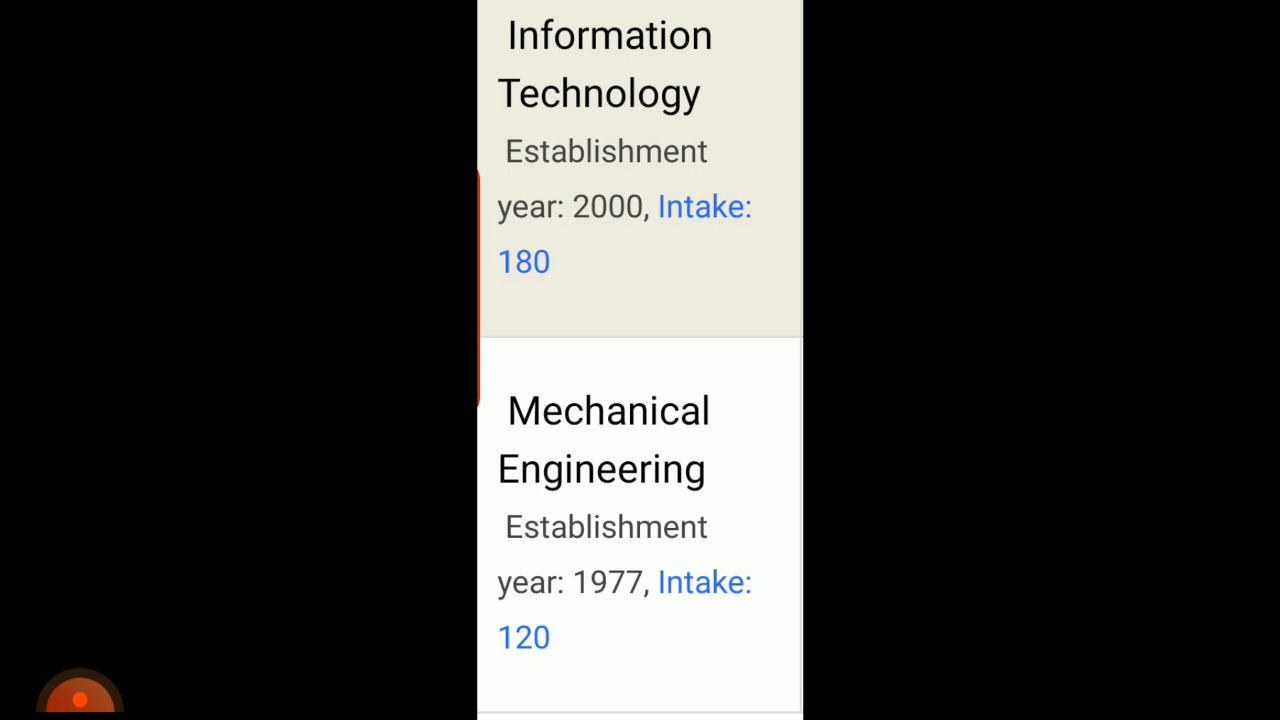 Information
Technology
Establishment
year: 2000, Intake:
180
Mechanical
Engineering
Establishment
year: 1977, Intake:
120